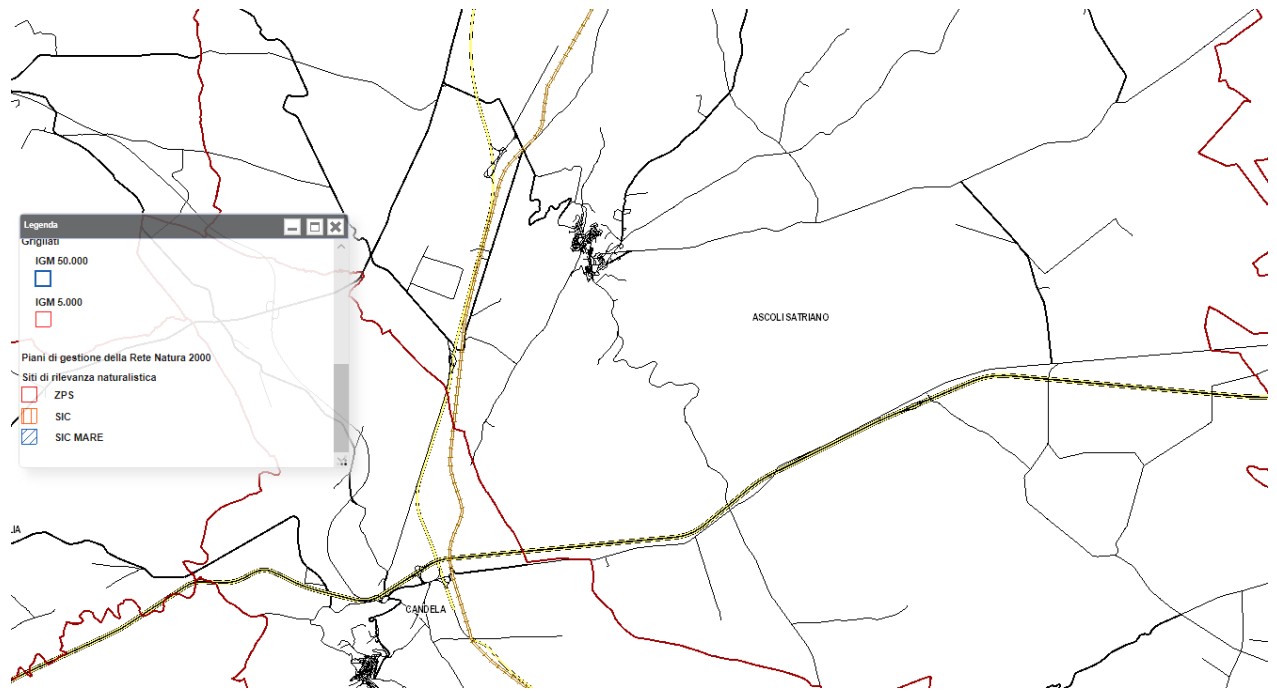 Legenda
Grigliati
IGM 50.000
IGM 5.000
Piani di gestione della Rete Natura 2000
Siti di rilevanza naturalistica
ZPS
SIC
SIC MARE
ASCOLI SATRIANO
LIA
CANDELA